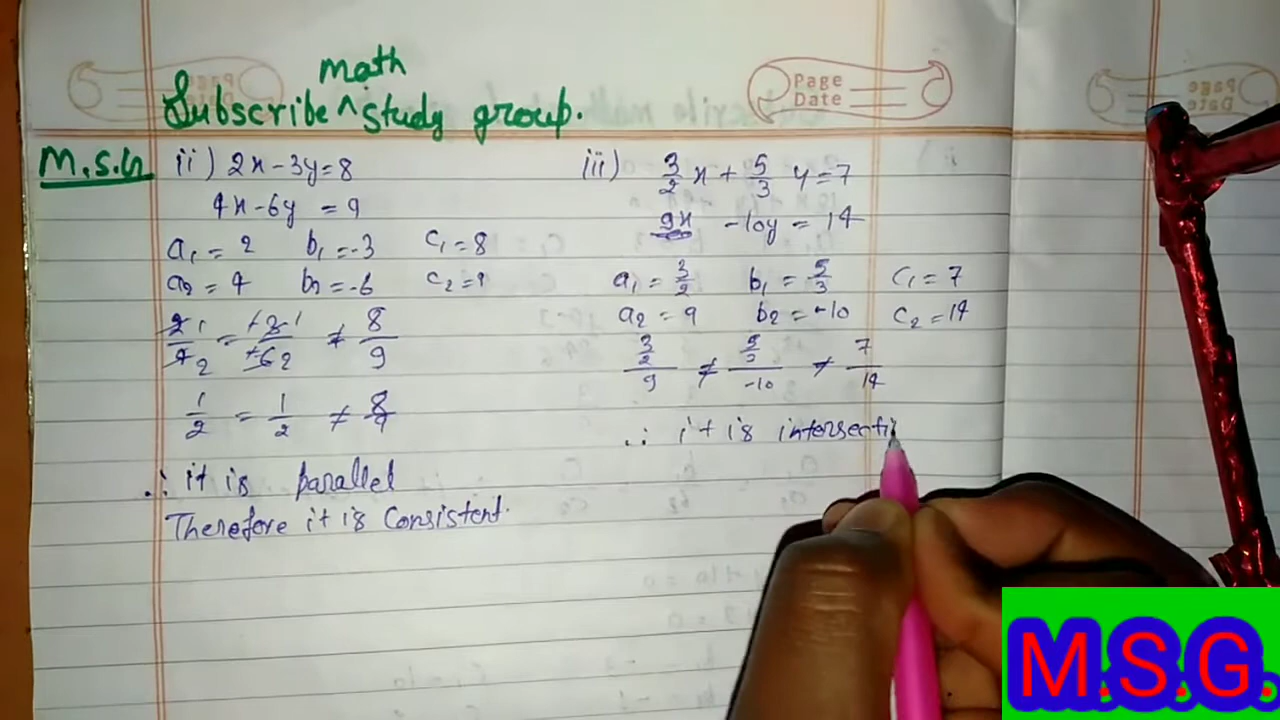 math
Subscribe ^ study group.
Page
Date
M.S.G
ii) 2x - 3y = 8
4x - 6y = 9
a₁ = 2 b₁ = -3 c₁ = 8
a₂ = 4 b₂ = -6 c₂ = 9
2/4 1/2 = +3/+6 1/2 ≠ 8/9
1/2 = 1/2 ≠ 8/9
∴ it is parallel
Therefore it is Consistent.
iii) 3/2 x + 5/3 y = 7
9x - 10y = 14
a₁ = 3/2 b₁ = 5/3 c₁ = 7
a₂ = 9 b₂ = -10 c₂ = 14
3/2 / 9 ≠ 5/3 / -10 ≠ 7/14
∴ it is intersecti
M.S.G.